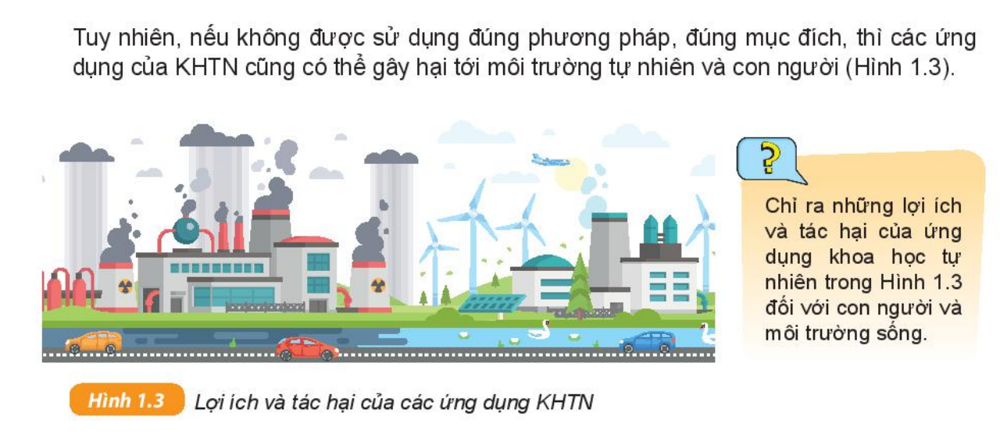 Tuy nhiên, nếu không được sử dụng đúng phương pháp, đúng mục đích, thì các ứng
dụng của KHTN cũng có thể gây hại tới môi trường tự nhiên và con người (Hình 1.3).
?
Chỉ ra những lợi ích
và tác hại của ứng
dụng khoa học tự
nhiên trong Hình 1.3
đối với con người và
môi trường sống.
Hình 1.3 Lợi ích và tác hại của các ứng dụng KHTN